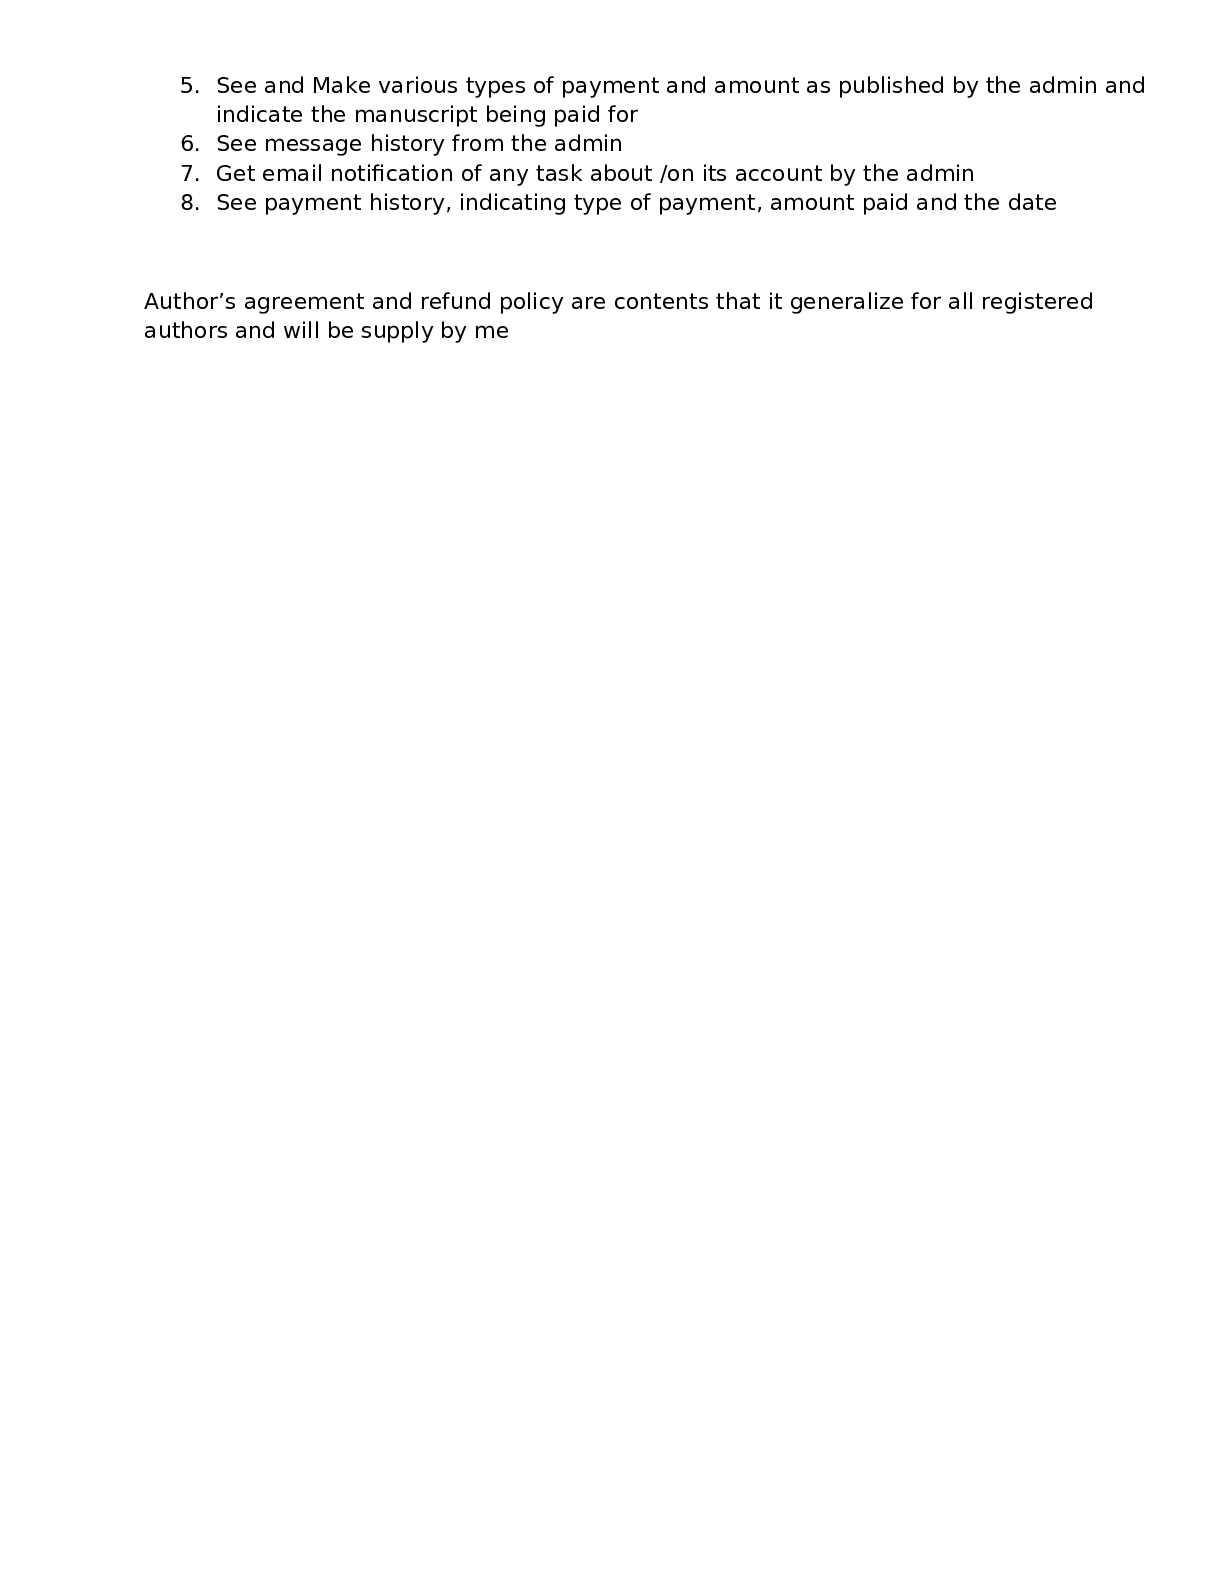 5. See and Make various types of payment and amount as published by the admin and
indicate the manuscript being paid for
6. See message history from the admin
7. Get email notification of any task about /on its account by the admin
8. See payment history, indicating type of payment, amount paid and the date
Author’s agreement and refund policy are contents that it generalize for all registered
authors and will be supply by me